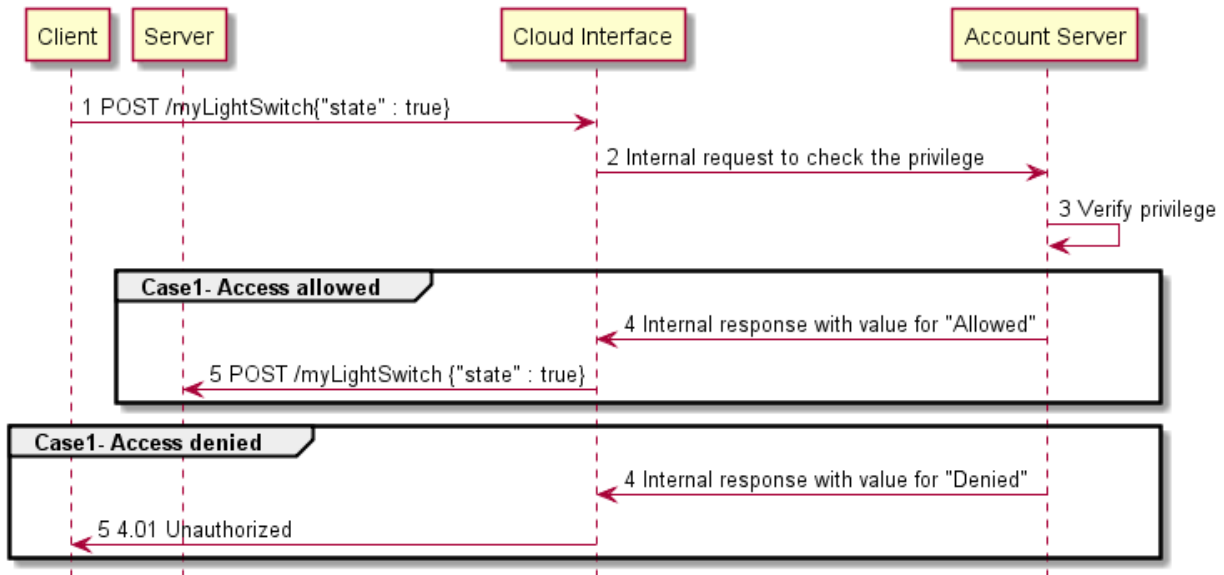 Client
Server
Cloud Interface
Account Server
1 POST /myLightSwitch{"state" : true}
2 Internal request to check the privilege
3 Verify privilege
Case1- Access allowed
4 Internal response with value for "Allowed"
5 POST /myLightSwitch {"state" : true}
Case1- Access denied
4 Internal response with value for "Denied"
5 4.01 Unauthorized